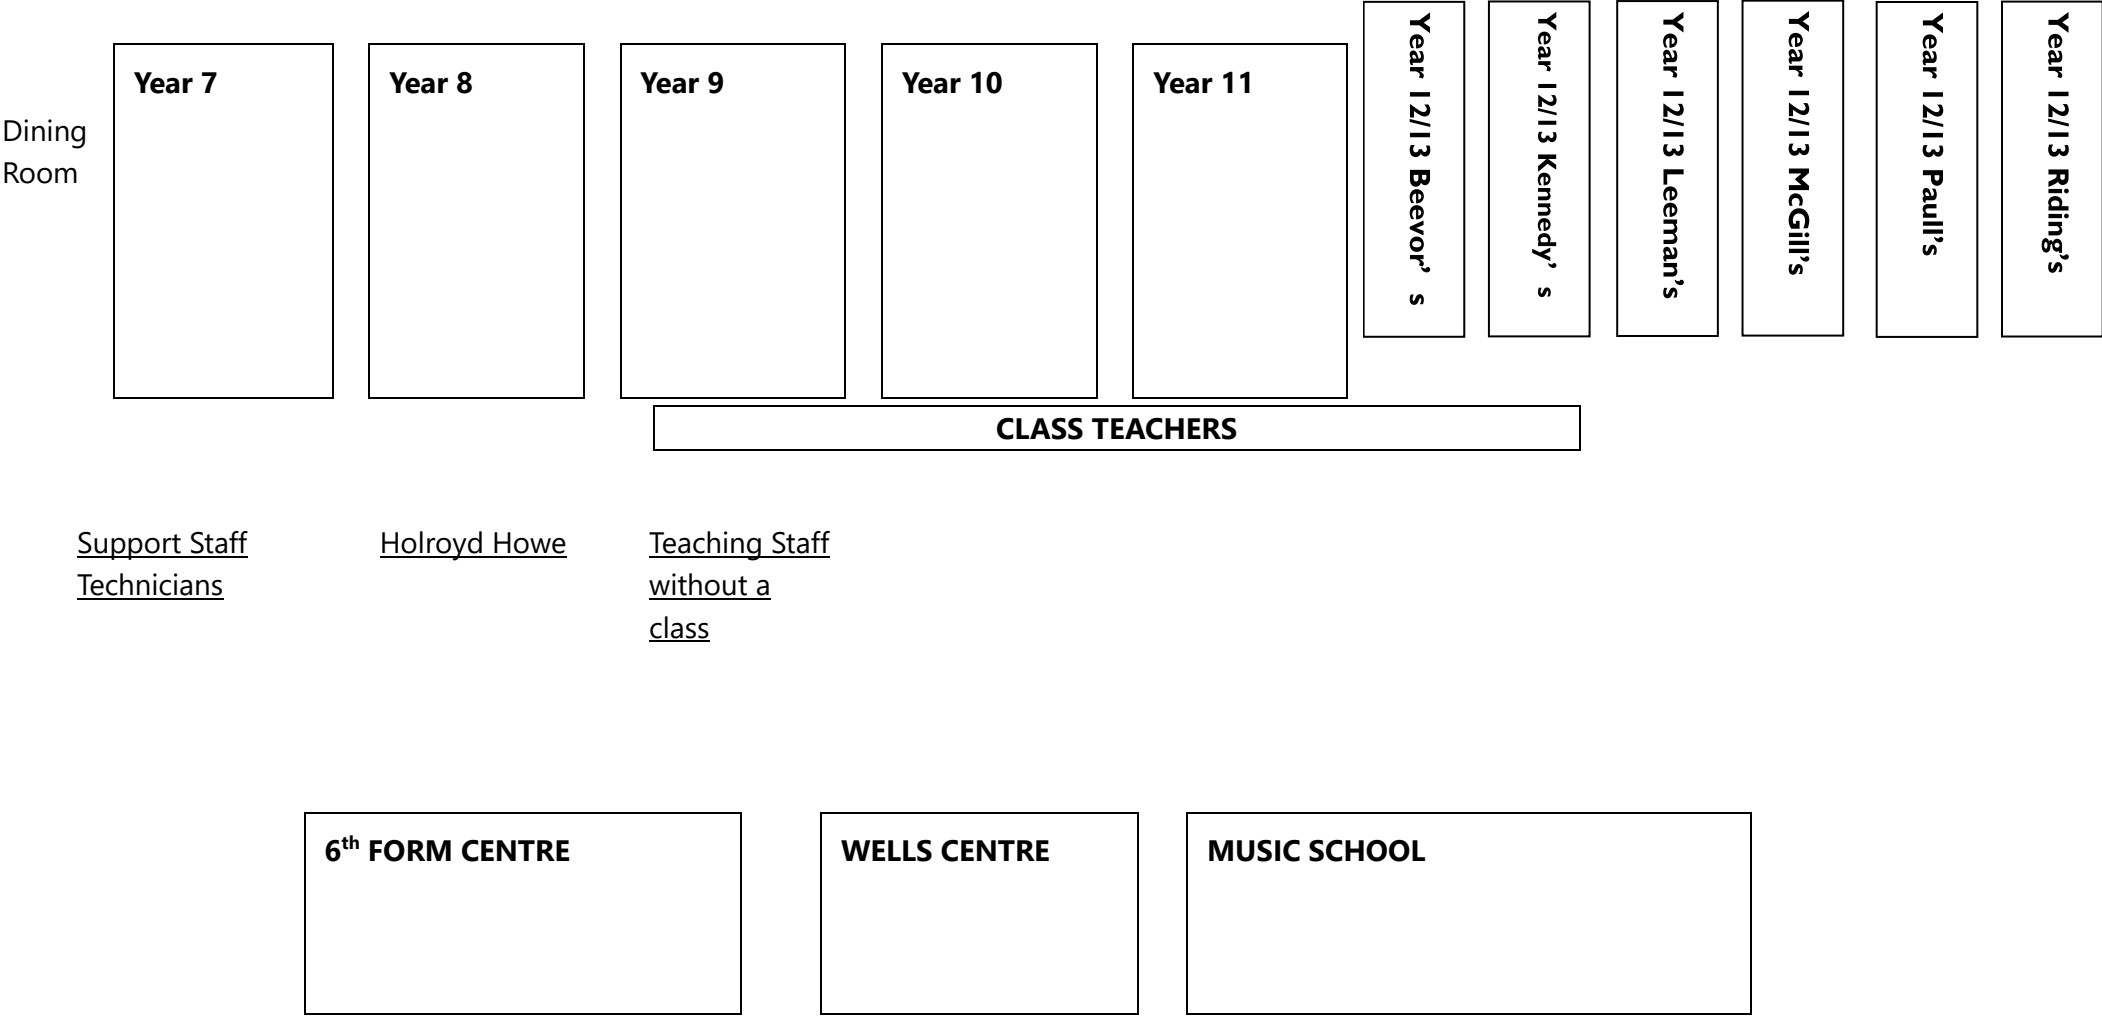 Dining
Room
Year 7
Year 8
Year 9
Year 10
Year 11
Year 12/13 Beevor’ s
Year 12/13 Kennedy’ s
Year 12/13 Leeman’s
Year 12/13 McGill’s
Year 12/13 Paull’s
Year 12/13 Riding’s
CLASS TEACHERS
Support Staff
Technicians
Holroyd Howe
Teaching Staff
without a
class
6th FORM CENTRE
WELLS CENTRE
MUSIC SCHOOL